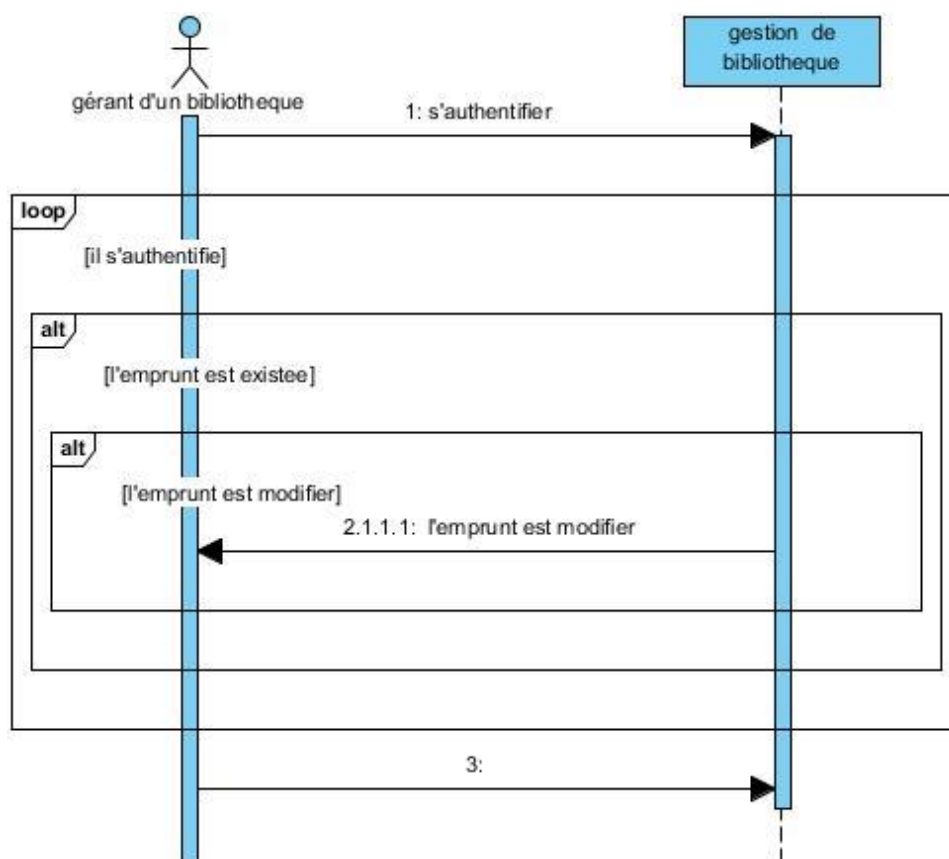 gestion de
bibliotheque
gérant d'un bibliotheque
1: s'authentifier
loop
[il s'authentifie]
alt
[l'emprunt est existee]
alt
[l'emprunt est modifier]
2.1.1.1: l'emprunt est modifier
3: